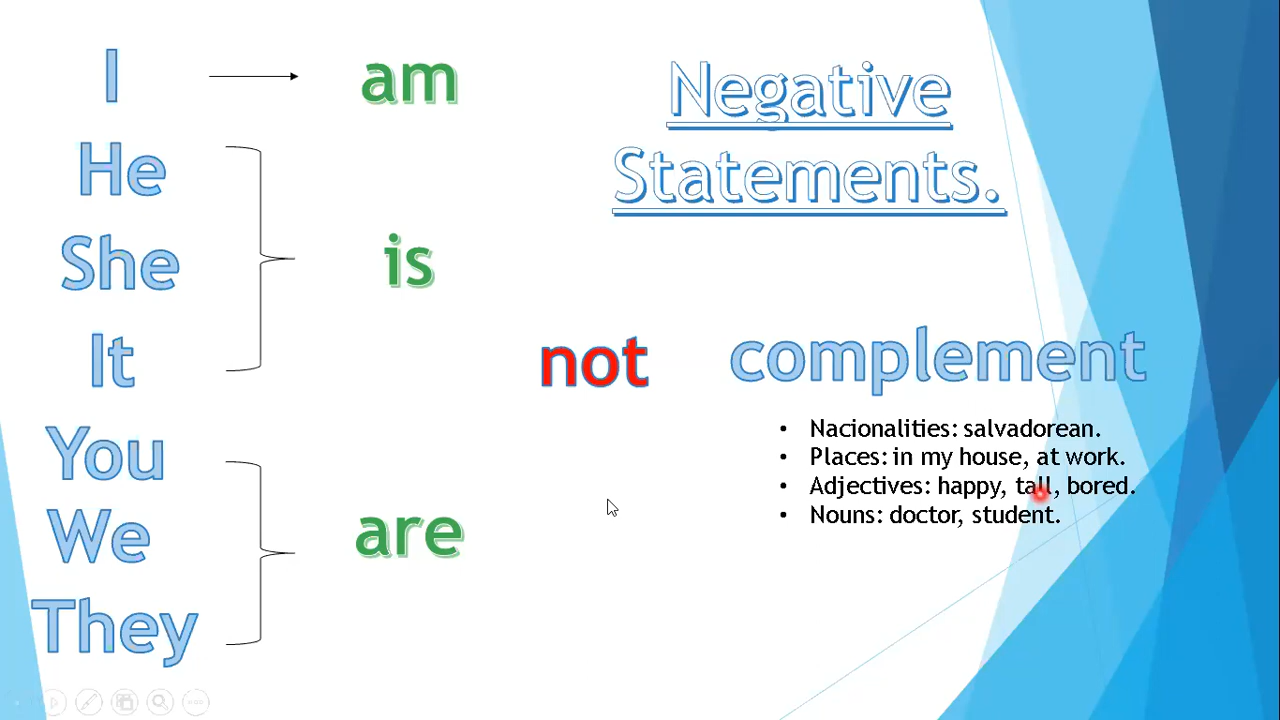 I
am
Negative
Statements.
He
She
is
It
not
complement
You
We
are
They
• Nacionalities: salvadorean.
• Places: in my house, at work.
• Adjectives: happy, tall, bored.
• Nouns: doctor, student.